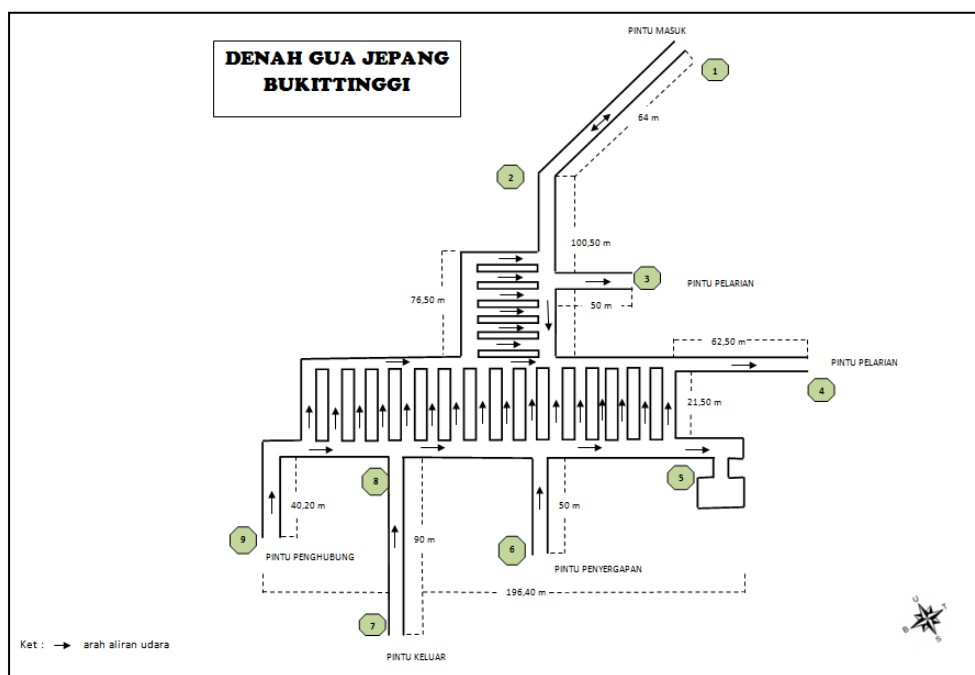 PINTU MASUK
DENAH GUA JEPANG
BUKITTINGGI
1
64 m
2
100,50 m
76,50 m
3
PINTU PELARIAN
50 m
62,50 m
PINTU PELARIAN
4
21,50 m
8
5
40,20 m
50 m
9
90 m
6
PINTU PENGHUBUNG
PINTU PENYERGAPAN
196,40 m
U
T
B
S
7
Ket : → arah aliran udara
PINTU KELUAR